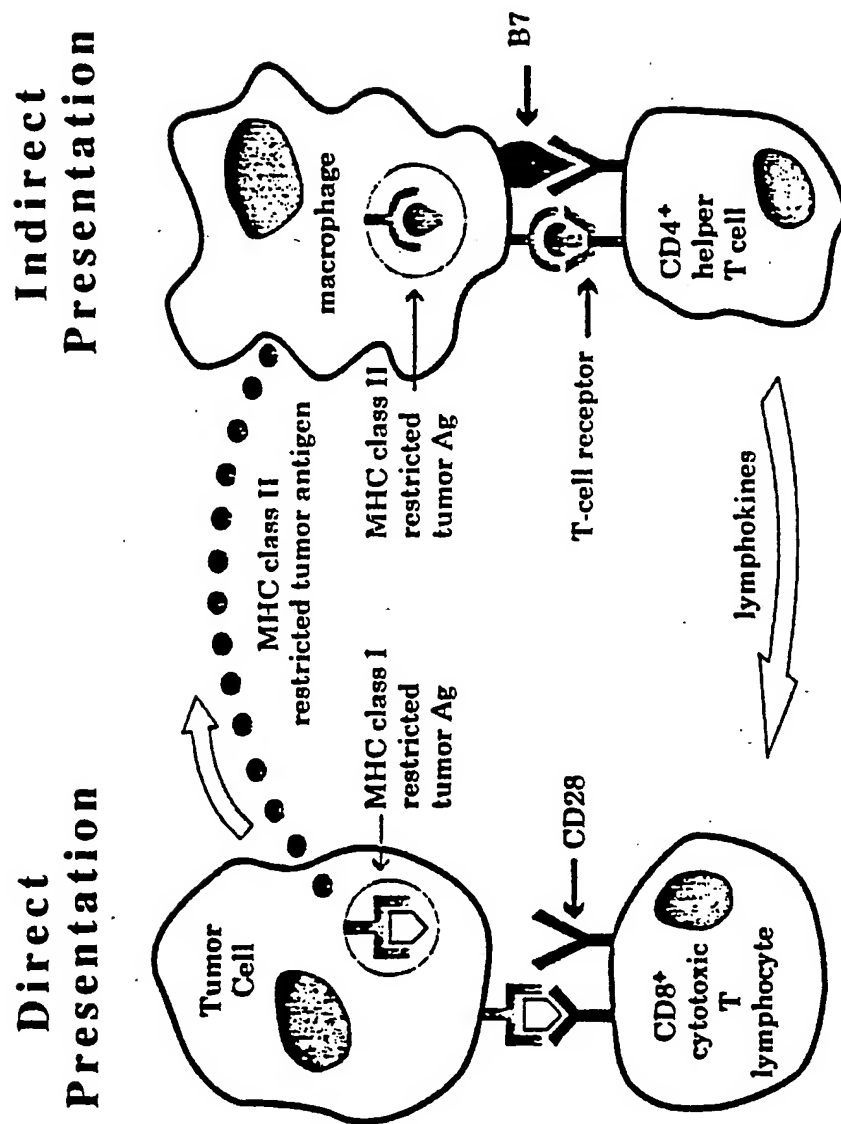 Direct
Presentation
Indirect
Presentation
Tumor
Cell
MHC class I
restricted
tumor Ag
CD28
CD8+
cytotoxic
T
lymphocyte
MHC class II
restricted tumor antigen
macrophage
MHC class II
restricted
tumor Ag
B7
T-cell receptor
CD4+
helper
T cell
lymphokines